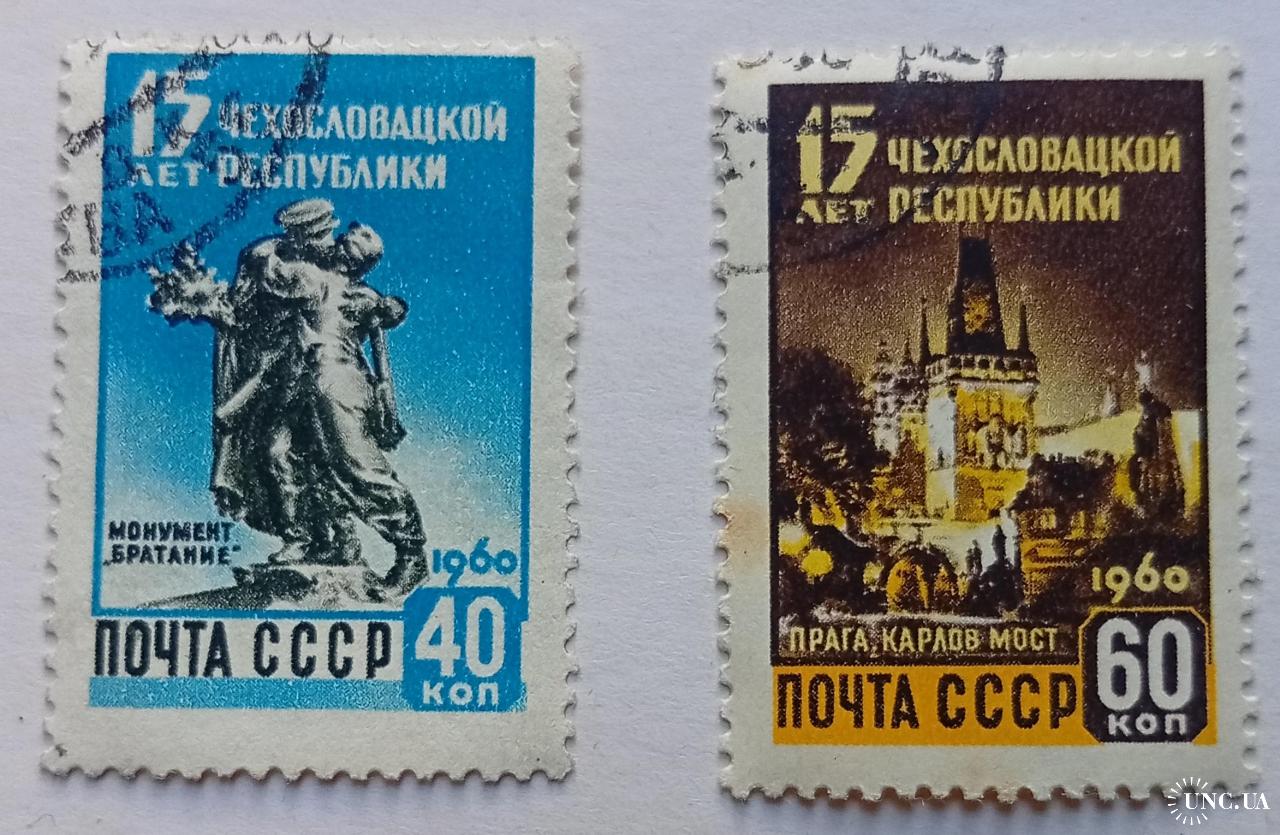 15 ЧЕХОСЛОВАЦКОЙ
ЛЕТ РЕСПУБЛИКИ
МОНУМЕНТ
„БРАТАНИЕ"
1960
ПОЧТА СССР
40
КОП
15 ЧЕХОСЛОВАЦКОЙ
ЛЕТ РЕСПУБЛИКИ
1960
ПРАГА, КАРЛОВ МОСТ
ПОЧТА СССР
60
КОП
UNC.UA